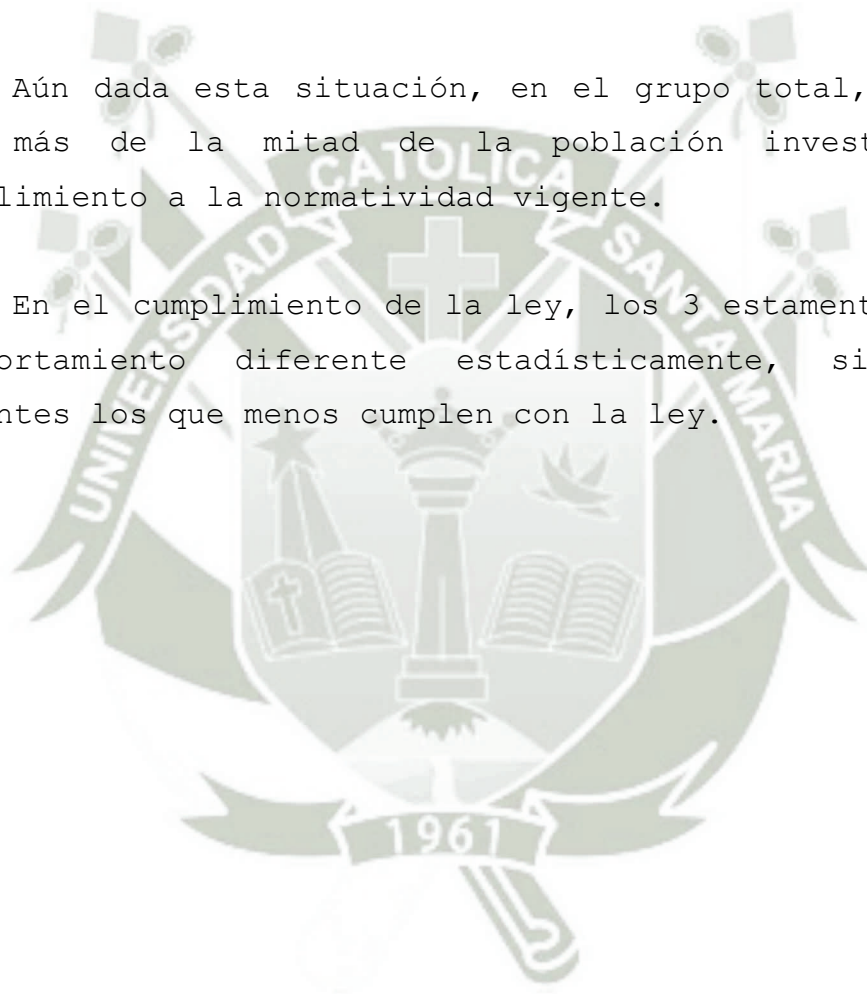 Aún dada esta situación, en el grupo total,
más de la mitad de la población invest
limiento a la normatividad vigente.
En el cumplimiento de la ley, los 3 estament
ortamiento diferente estadísticamente, si
ntes los que menos cumplen con la ley.
UNIVERSIDAD CATOLICA SANTA MARIA
1961